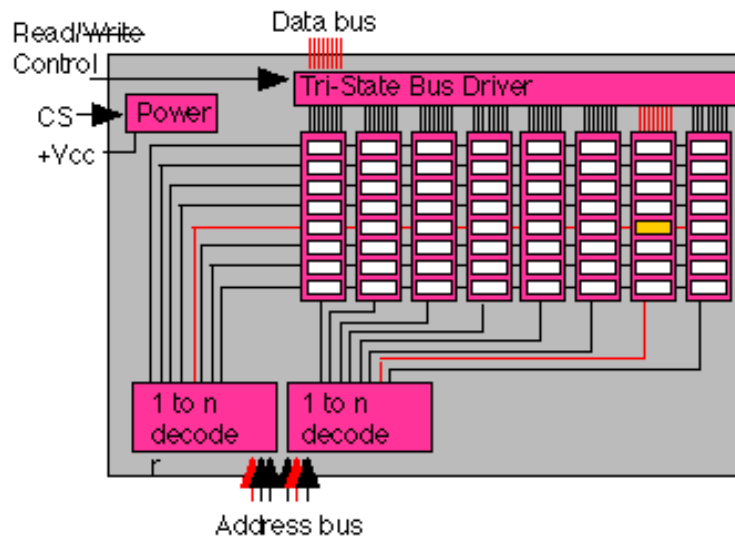 Data bus
Read/Write
Control
Tri-State Bus Driver
Power
CS
+Vcc
1 to n
decode
r
1 to n
decode
Address bus